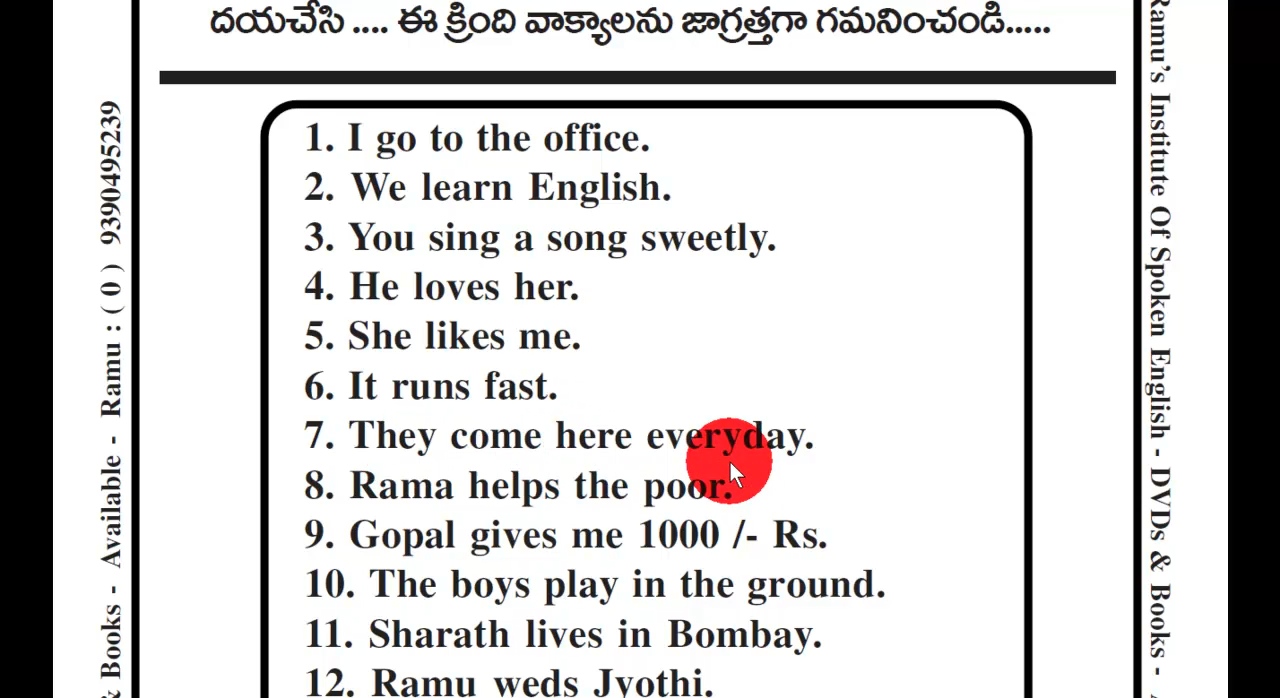 దయచేసి .... ఈ క్రింది వాక్యాలను జాగ్రత్తగా గమనించండి.....
1. I go to the office.
2. We learn English.
3. You sing a song sweetly.
4. He loves her.
5. She likes me.
6. It runs fast.
7. They come here everyday.
8. Rama helps the poor.
9. Gopal gives me 1000 /- Rs.
10. The boys play in the ground.
11. Sharath lives in Bombay.
12. Ramu weds Jyothi.
& Books - Available - Ramu : ( 0 ) 9390495239
Ramu's Institute Of Spoken English - DVDs & Books -